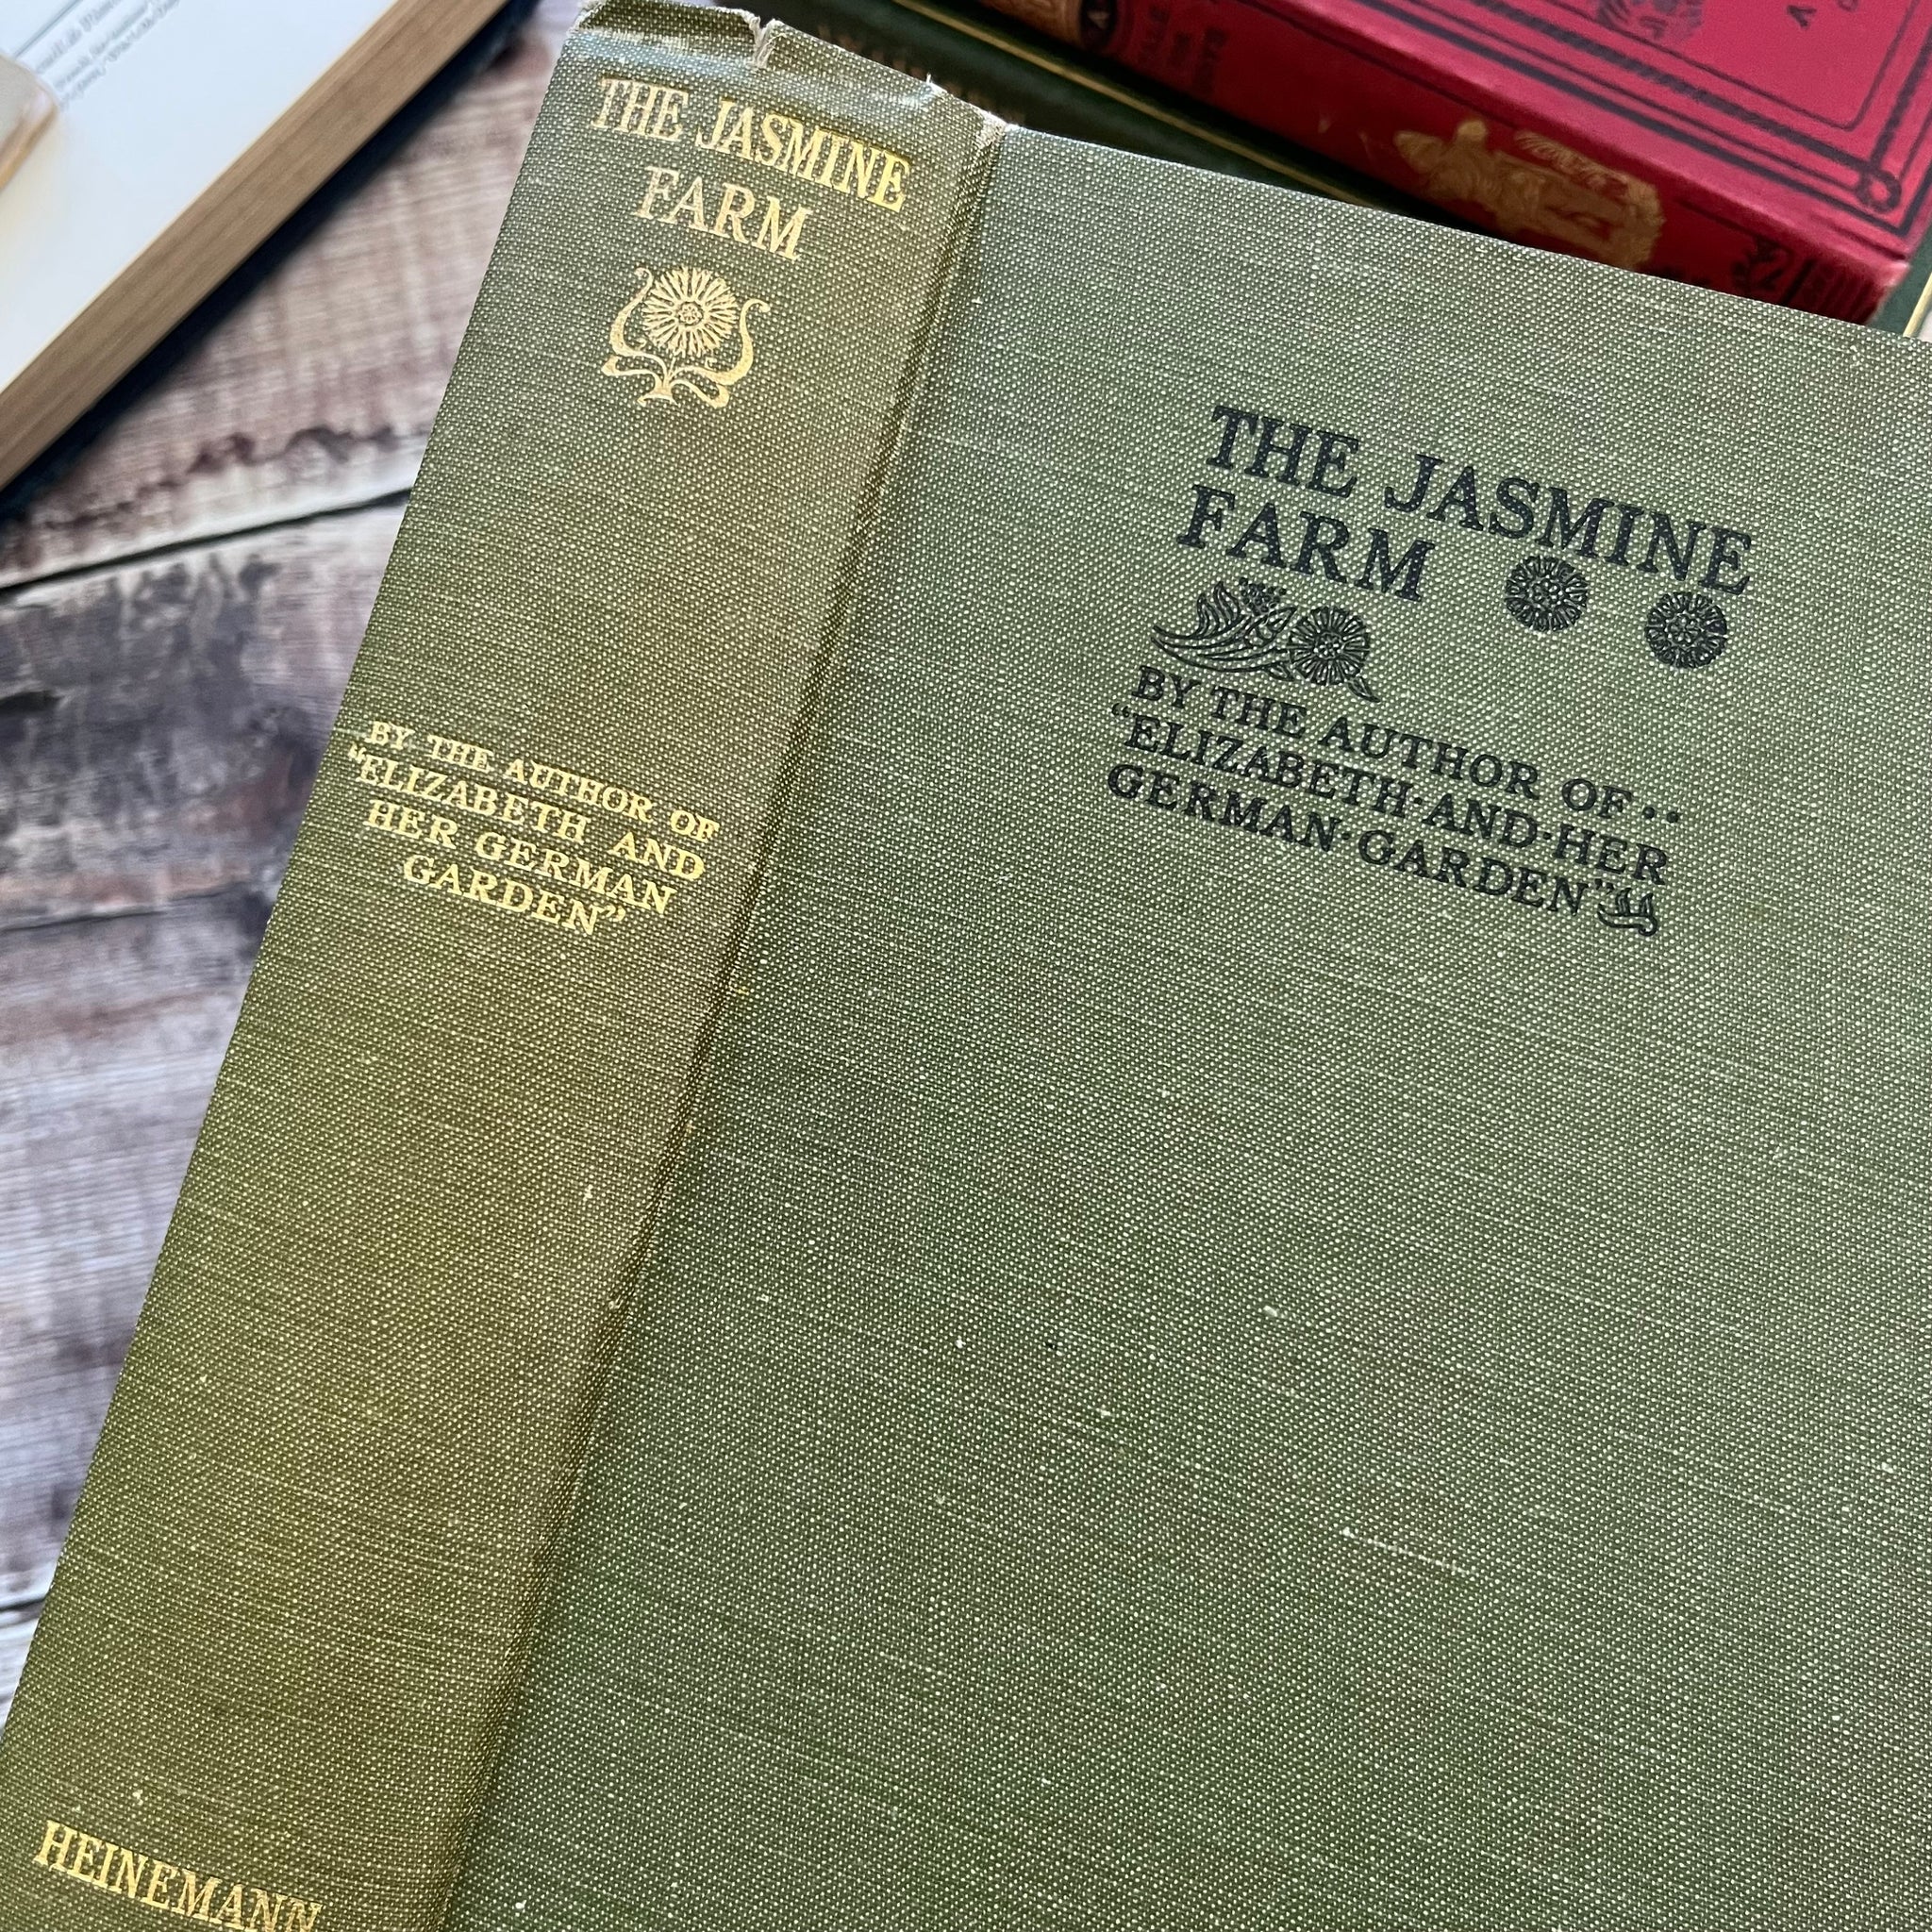 THE JASMINE
FARM
BY THE AUTHOR OF
“ELIZABETH AND
HER GERMAN
GARDEN”
HEINEMANN
THE JASMINE
FARM
BY THE AUTHOR OF··
“ELIZABETH·AND·HER
GERMAN·GARDEN”